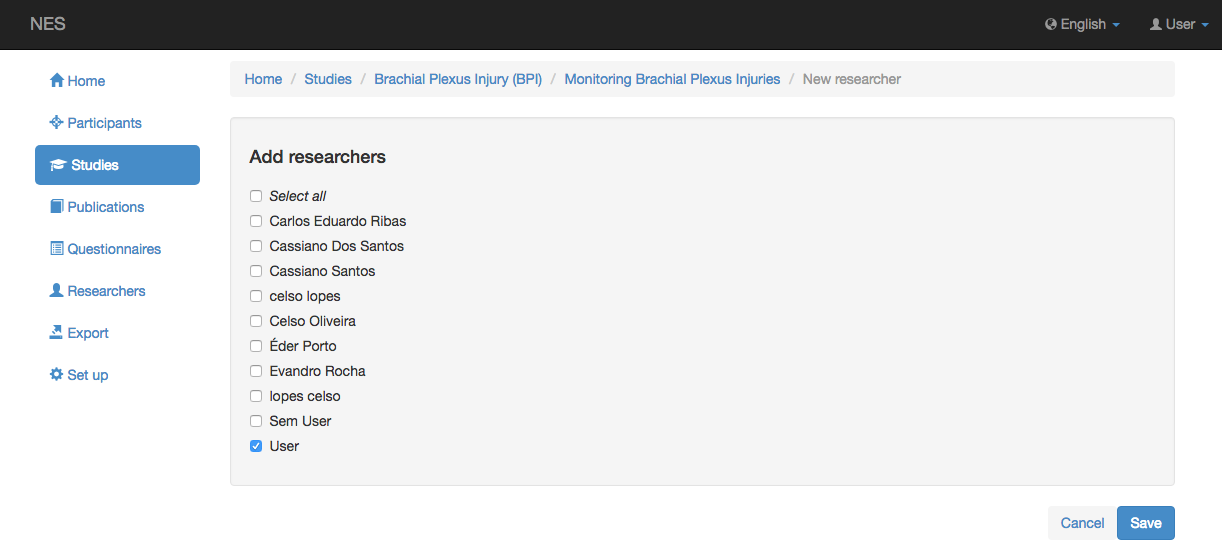 NES
English
User
Home
Participants
Studies
Publications
Questionnaires
Researchers
Export
Set up
Home / Studies / Brachial Plexus Injury (BPI) / Monitoring Brachial Plexus Injuries / New researcher
Add researchers
Select all
Carlos Eduardo Ribas
Cassiano Dos Santos
Cassiano Santos
celso lopes
Celso Oliveira
Éder Porto
Evandro Rocha
lopes celso
Sem User
User
Cancel
Save